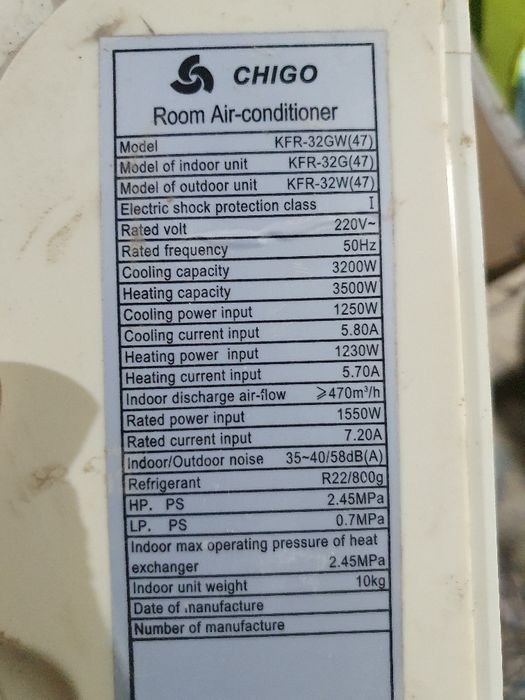 CHIGO
Room Air-conditioner
Model KFR-32GW(47)
Model of indoor unit KFR-32G(47)
Model of outdoor unit KFR-32W(47)
Electric shock protection class I
Rated volt 220V~
Rated frequency 50Hz
Cooling capacity 3200W
Heating capacity 3500W
Cooling power input 1250W
Cooling current input 5.80A
Heating power input 1230W
Heating current input 5.70A
Indoor discharge air-flow ⩾470m³/h
Rated power input 1550W
Rated current input 7.20A
Indoor/Outdoor noise 35~40/58dB(A)
Refrigerant R22/800g
HP. PS 2.45MPa
LP. PS 0.7MPa
Indoor max operating pressure of heat
exchanger 2.45MPa
Indoor unit weight 10kg
Date of manufacture
Number of manufacture